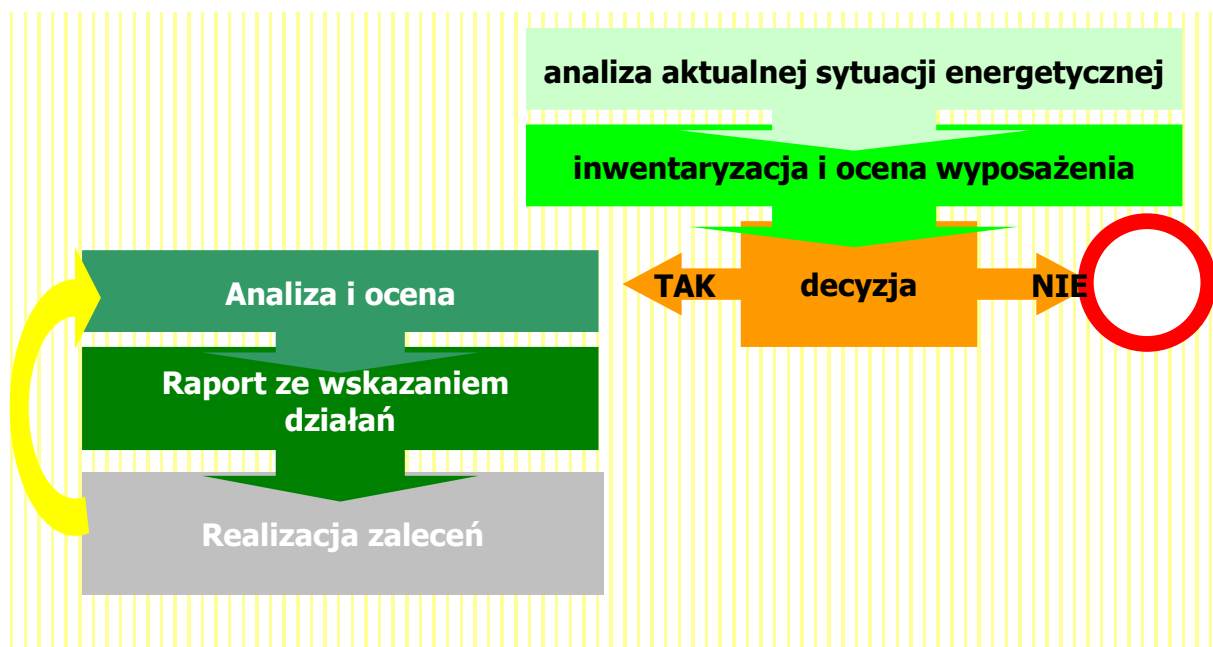 analiza aktualnej sytuacji energetycznej
inwentaryzacja i ocena wyposażenia
TAK
decyzja
NIE
Analiza i ocena
Raport ze wskazaniem
działań
Realizacja zaleceń